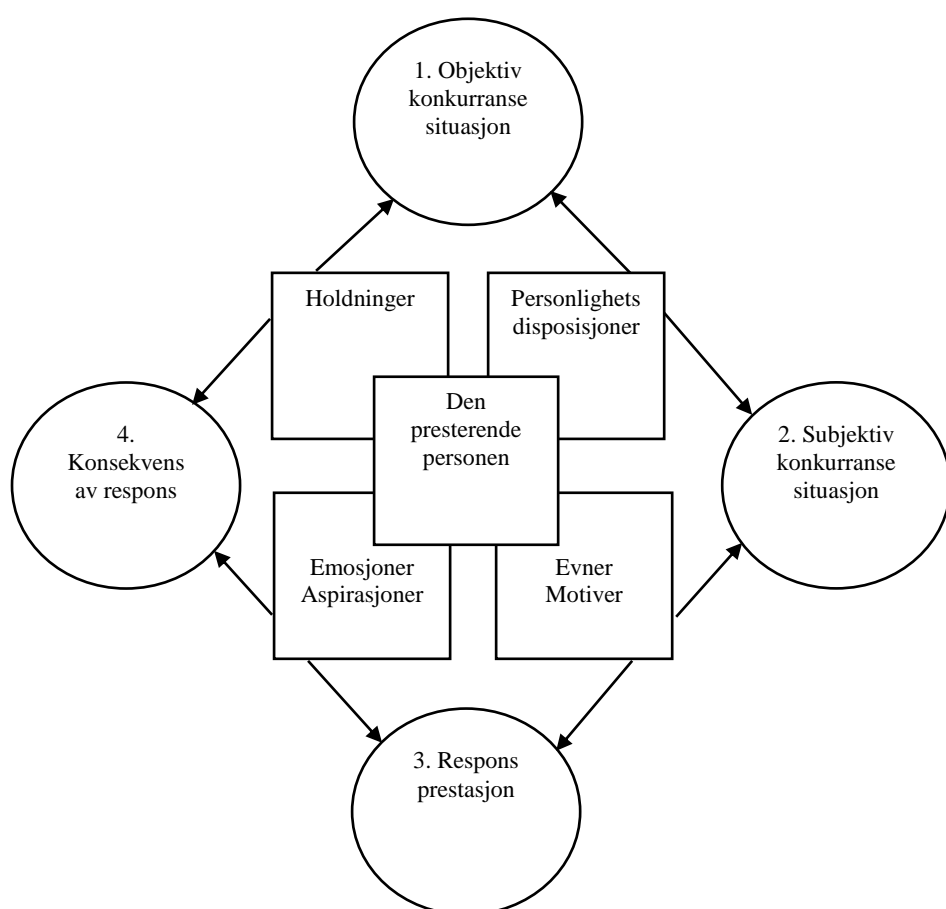 1. Objektiv
konkurranse
situasjon
Holdninger
Personlighets
disposisjoner
Den
presterende
personen
4.
Konsekvens
av respons
2. Subjektiv
konkurranse
situasjon
Emosjoner
Aspirasjoner
Evner
Motiver
3. Respons
prestasjon